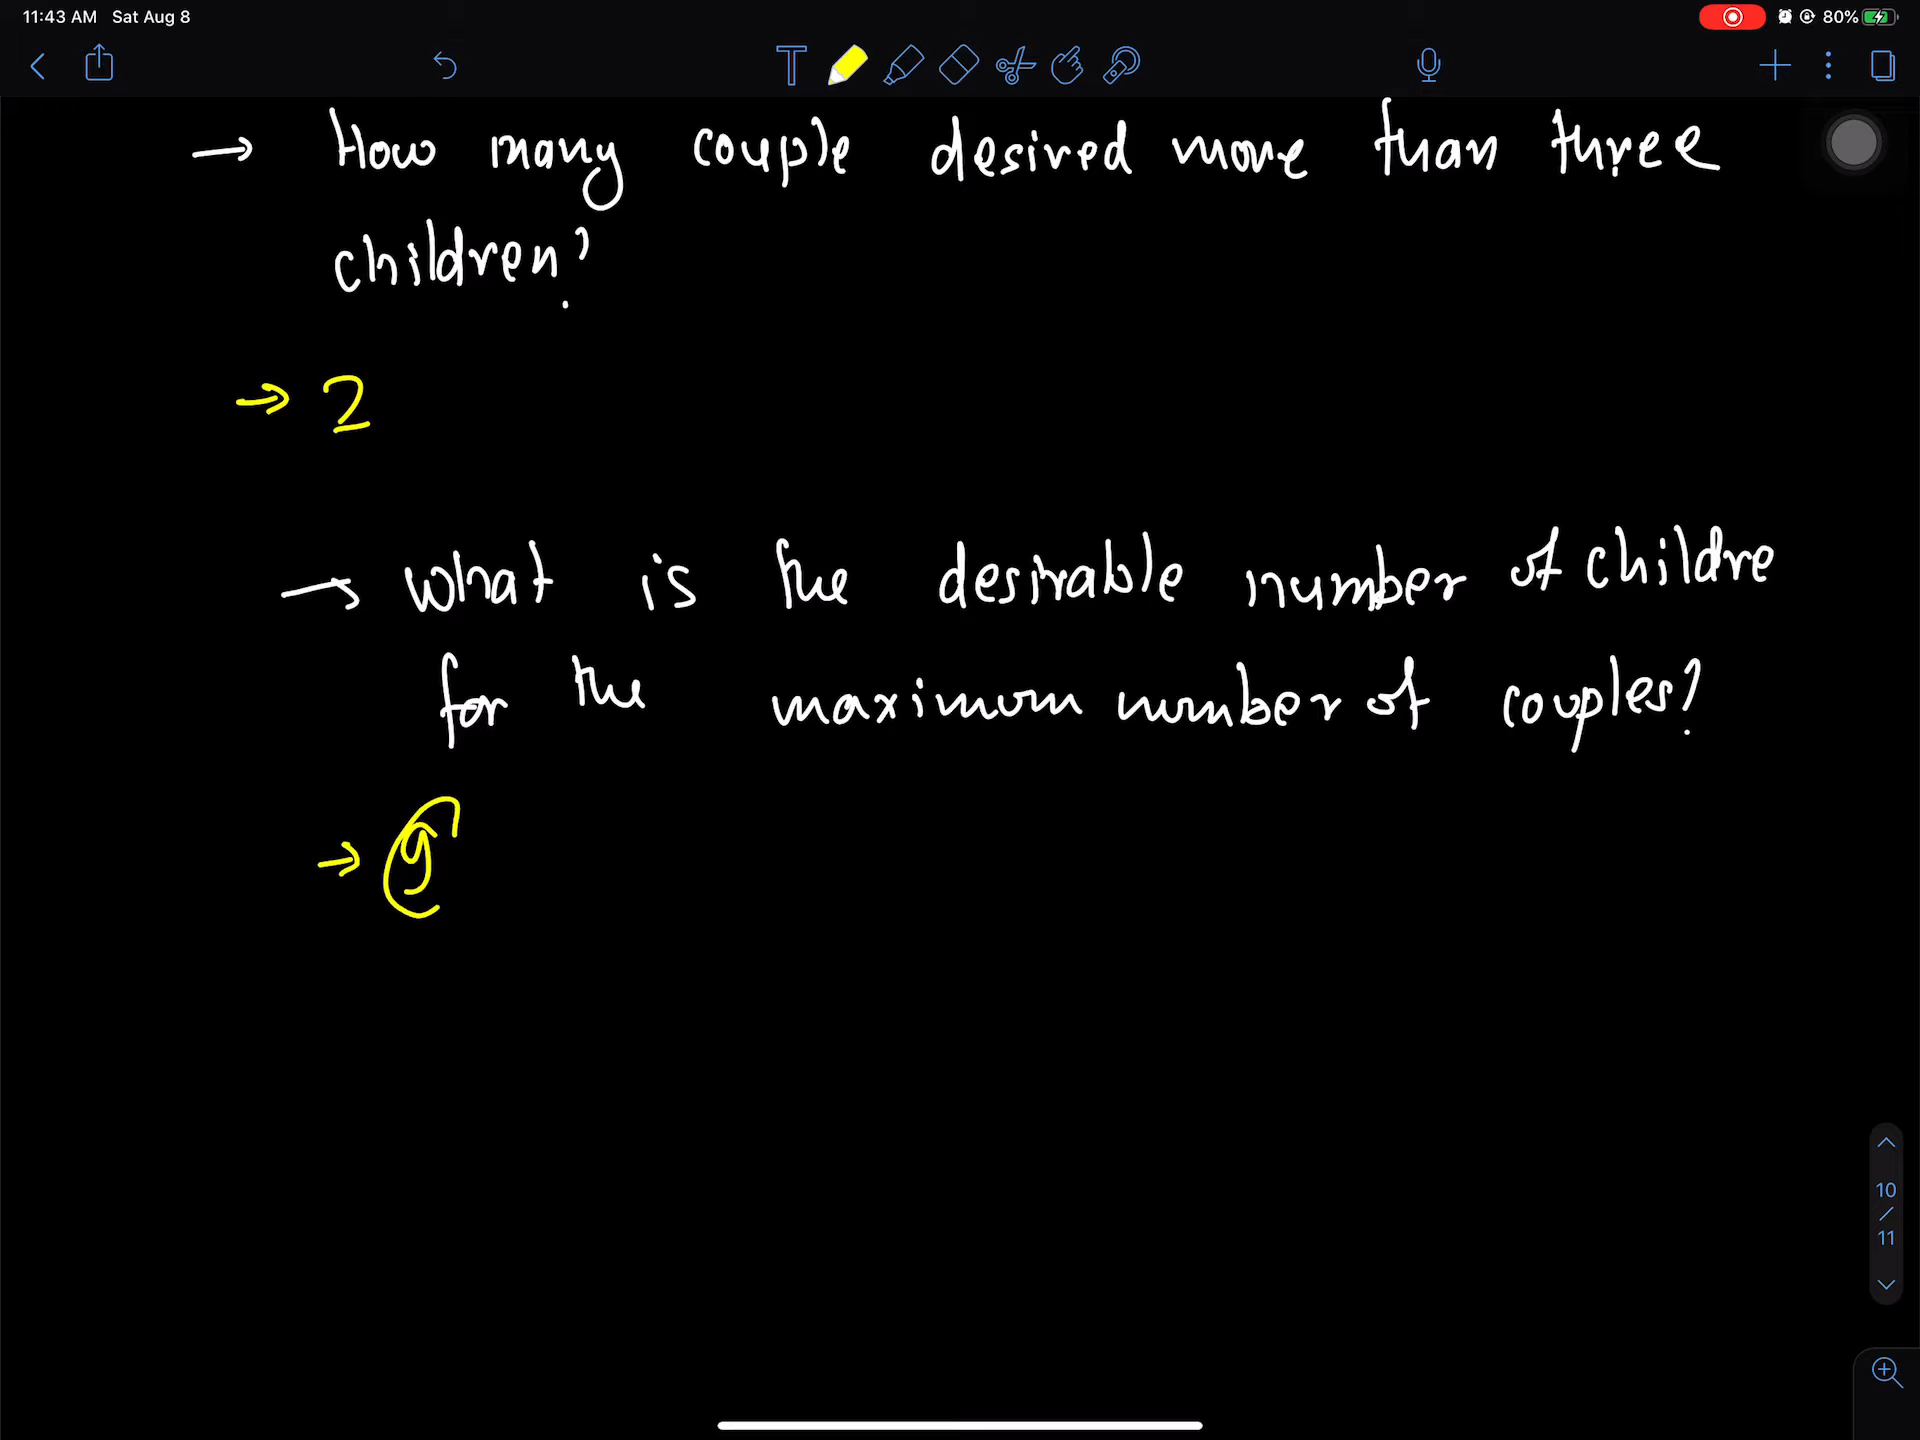 11:43 AM Sat Aug 8
80%
T
→ How many couple desired more than three
children?
→ 2
→ What is the desirable number of childre
for the maximum number of couples?
→ 9
10
/
11